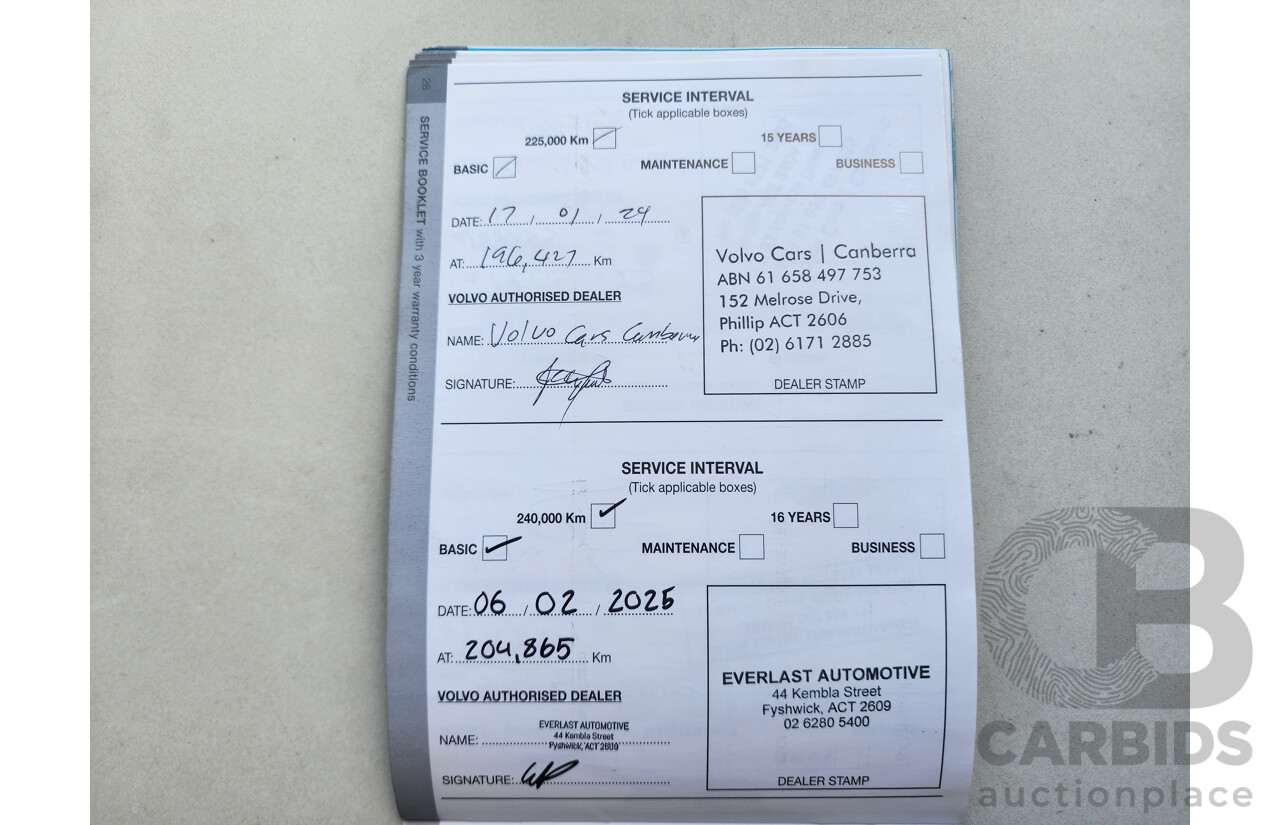 26
SERVICE BOOKLET with 3 year warranty conditions
SERVICE INTERVAL
(Tick applicable boxes)
225,000 Km 15 YEARS
BASIC MAINTENANCE BUSINESS
DATE: 17 / 01 / 24
AT: 196,427 Km
VOLVO AUTHORISED DEALER
NAME: Volvo Cars Canberra
SIGNATURE:
Volvo Cars | Canberra
ABN 61 658 497 753
152 Melrose Drive,
Phillip ACT 2606
Ph: (02) 6171 2885
DEALER STAMP
SERVICE INTERVAL
(Tick applicable boxes)
240,000 Km 16 YEARS
BASIC MAINTENANCE BUSINESS
DATE: 06 / 02 / 2025
AT: 204,865 Km
VOLVO AUTHORISED DEALER
NAME: EVERLAST AUTOMOTIVE
44 Kembla Street
Fyshwick, ACT 2609
SIGNATURE:
EVERLAST AUTOMOTIVE
44 Kembla Street
Fyshwick, ACT 2609
02 6280 5400
DEALER STAMP
CB
CARBIDS
auctionplace